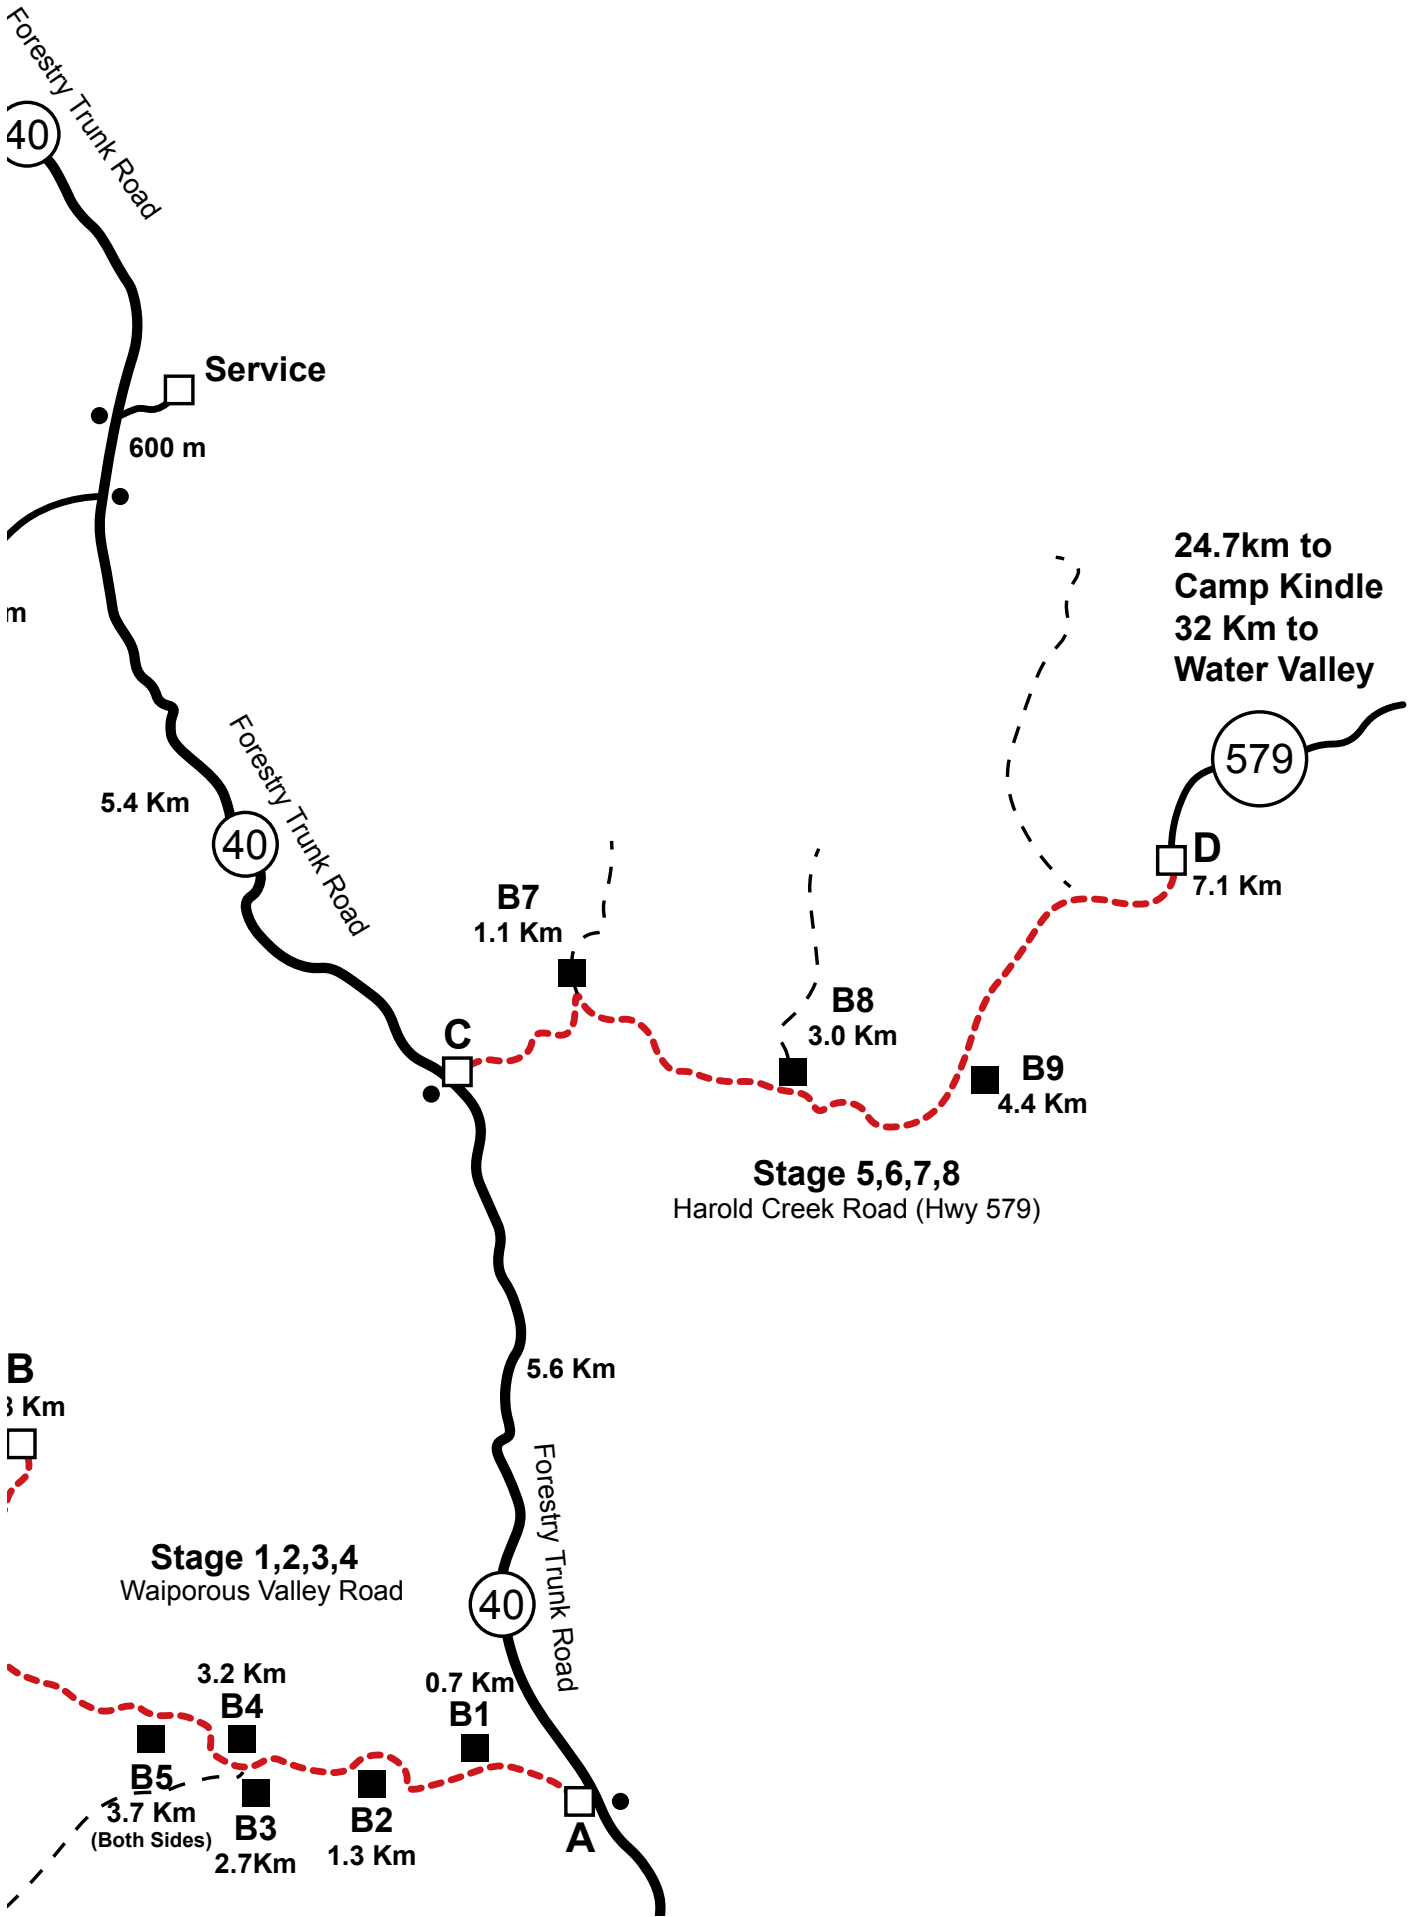 Forestry Trunk Road
40
Service
600 m
m
24.7km to
Camp Kindle
32 Km to
Water Valley
579
Forestry Trunk Road
5.4 Km
40
D
7.1 Km
B7
1.1 Km
B8
3.0 Km
C
B9
4.4 Km
Stage 5,6,7,8
Harold Creek Road (Hwy 579)
B
Km
5.6 Km
Forestry Trunk Road
Stage 1,2,3,4
Waiporous Valley Road
40
3.2 Km
B4
0.7 Km
B1
B5
3.7 Km
(Both Sides)
B3
2.7Km
B2
1.3 Km
A